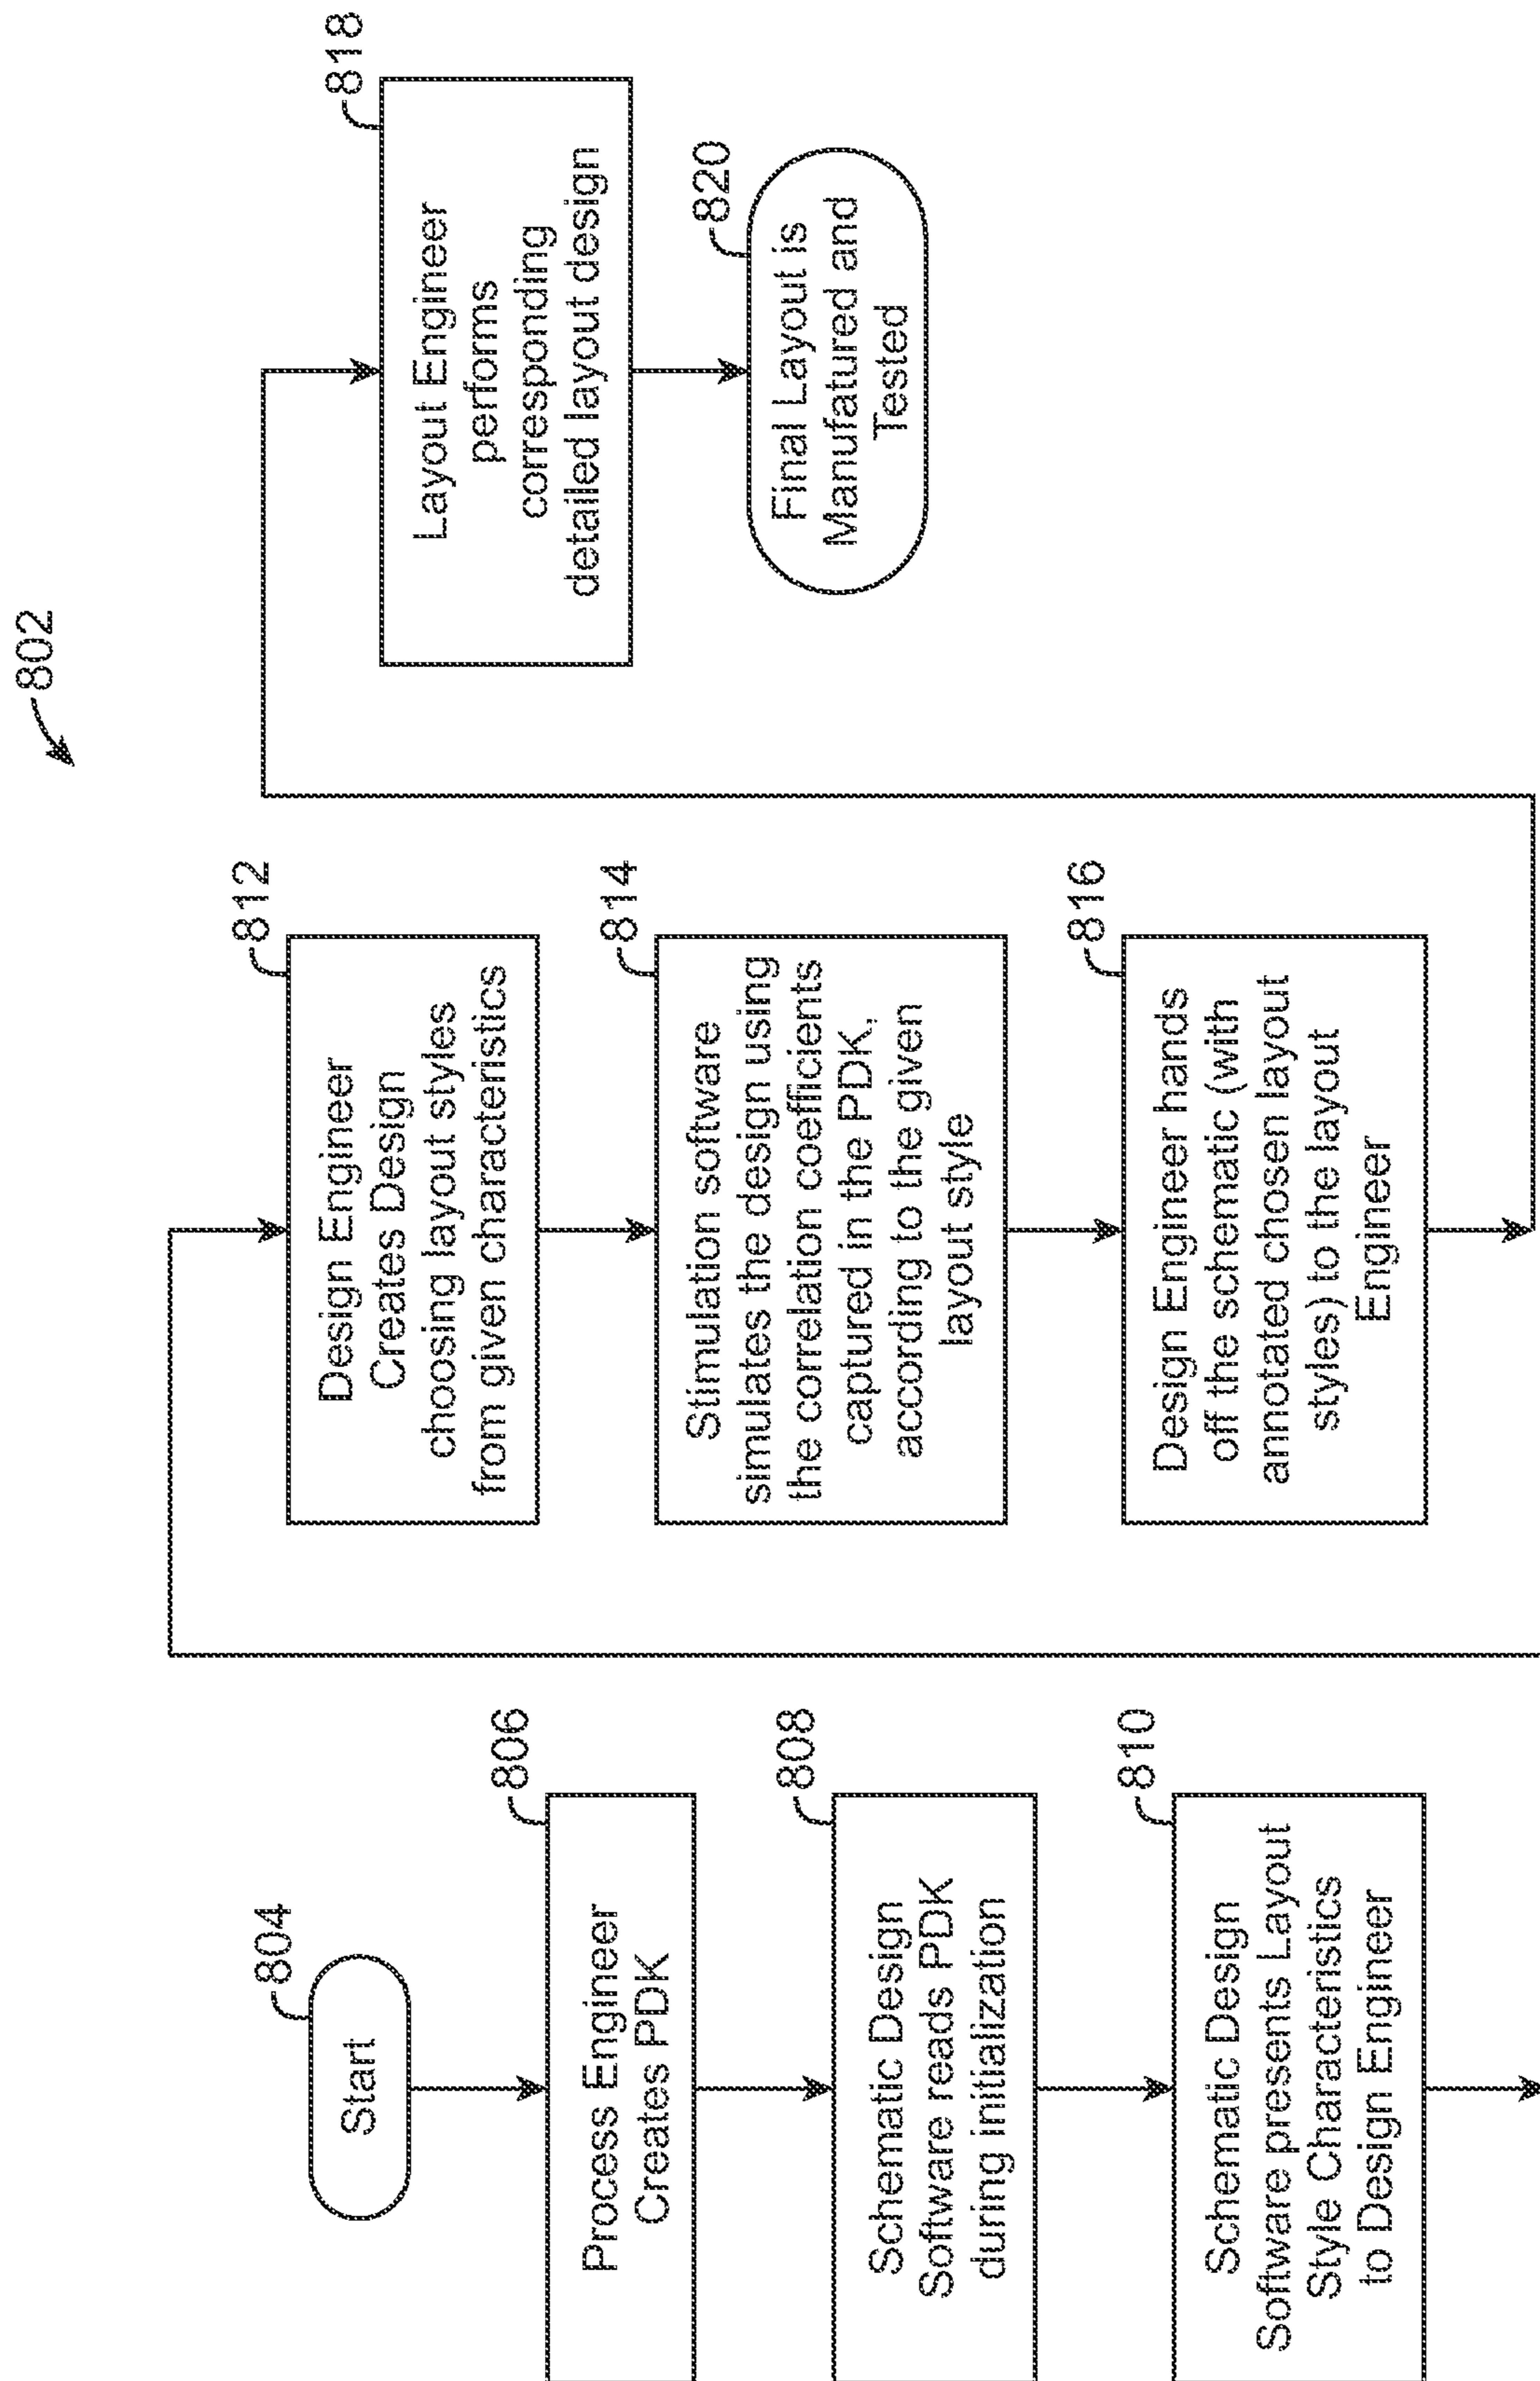 802
804
Start
806
Process Engineer
Creates PDK
808
Schematic Design
Software reads PDK
during initialization
810
Schematic Design
Software presents Layout
Style Characteristics
to Design Engineer
812
Design Engineer
Creates Design
choosing layout styles
from given characteristics
814
Stimulation software
simulates the design using
the correlation coefficients
captured in the PDK,
according to the given
layout style
816
Design Engineer hands
off the schematic (with
annotated chosen layout
styles) to the layout
Engineer
818
Layout Engineer
performs
corresponding
detailed layout design
820
Final Layout is
Manufatured and
Tested